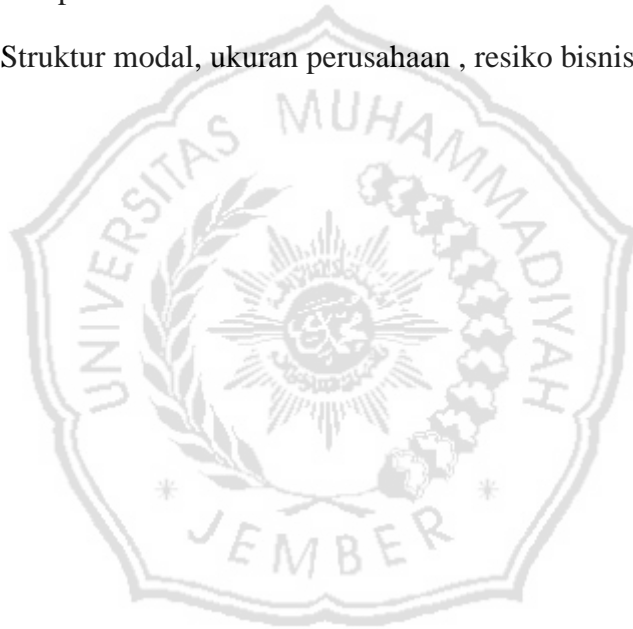 Struktur modal, ukuran perusahaan , resiko bisnis
UNIVERSITAS MUHAMMADIYAH
* JEMBER *